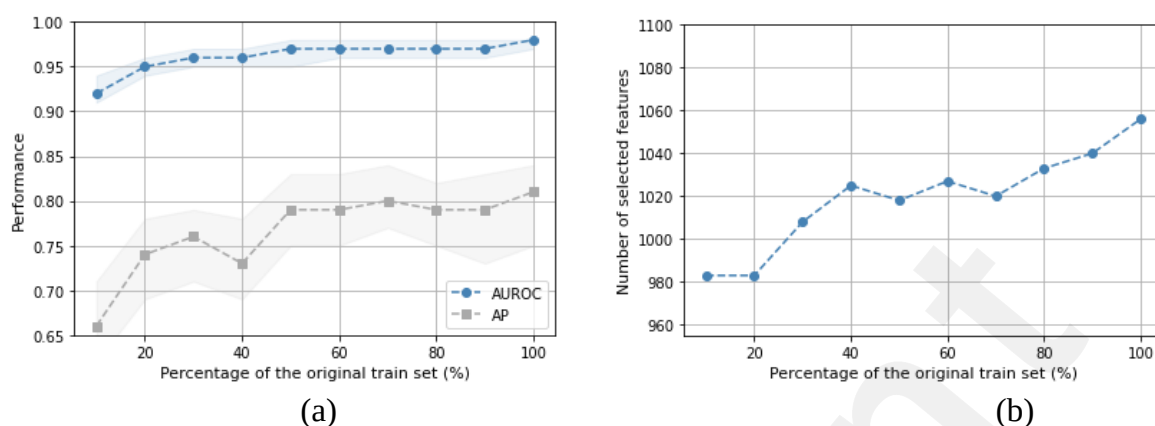 1.00
0.95
0.90
0.85
0.80
0.75
0.70
0.65
Performance
AUROC
AP
20 40 60 80 100
Percentage of the original train set (%)
(a)
1100
1080
1060
1040
1020
1000
980
960
Number of selected features
20 40 60 80 100
Percentage of the original train set (%)
(b)